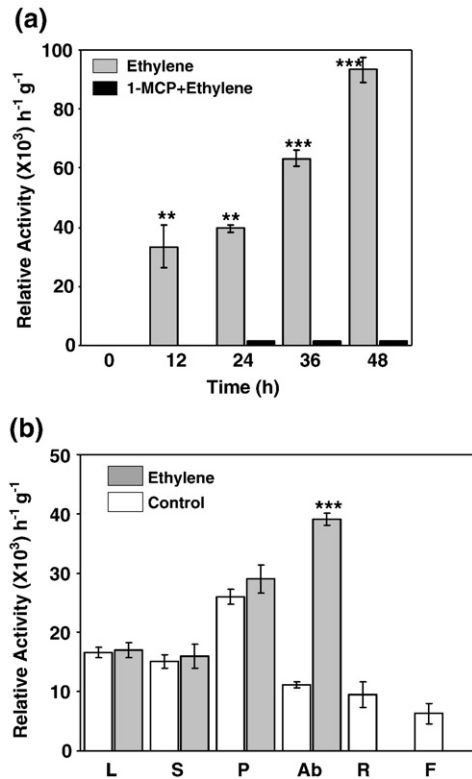 (a)
100
80
60
40
20
0
Relative Activity (X10³) h⁻¹ g⁻¹
Ethylene
1-MCP+Ethylene
**
**
***
***
0 12 24 36 48
Time (h)
(b)
50
40
30
20
10
0
Relative Activity (X10³) h⁻¹ g⁻¹
Ethylene
Control
***
L S P Ab R F